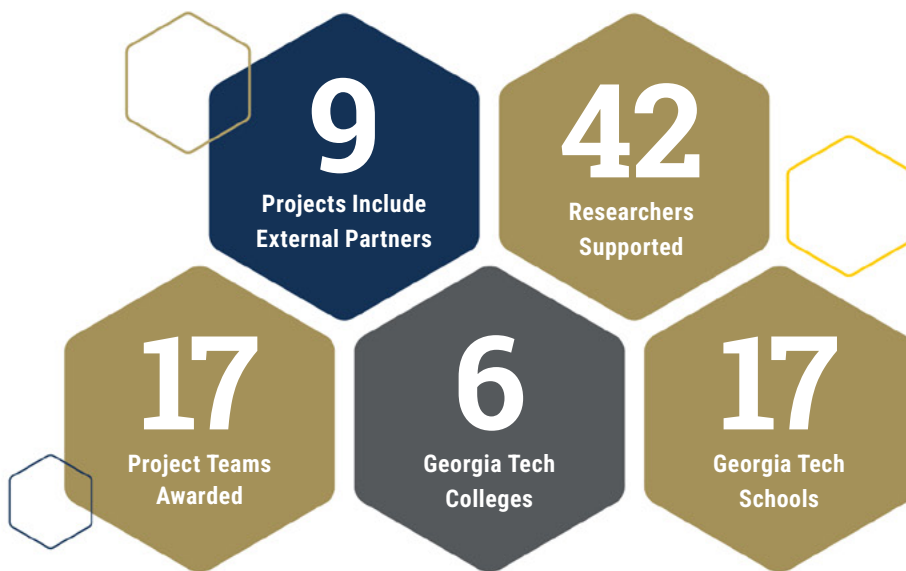 9
Projects Include
External Partners
42
Researchers
Supported
17
Project Teams
Awarded
6
Georgia Tech
Colleges
17
Georgia Tech
Schools